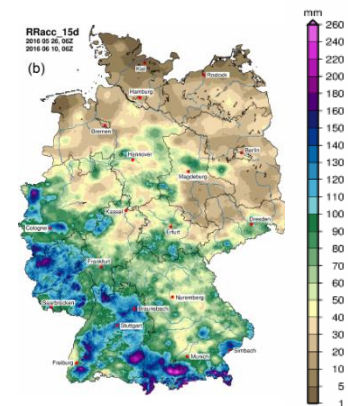 RRacc_15d
2016 05 26, 06Z
2016 06 10, 06Z
(b)
Kiel
Rostock
Hamburg
Bremen
Berlin
Hannover
Magdeburg
Kassel
Dresden
Cologne
Erfurt
Frankfurt
Saarbrücken
Nuremberg
Braunsbach
Stuttgart
Simbach
Munich
Freiburg
mm
260
240
220
200
180
160
140
130
120
110
100
90
80
70
60
50
40
30
20
10
5
1